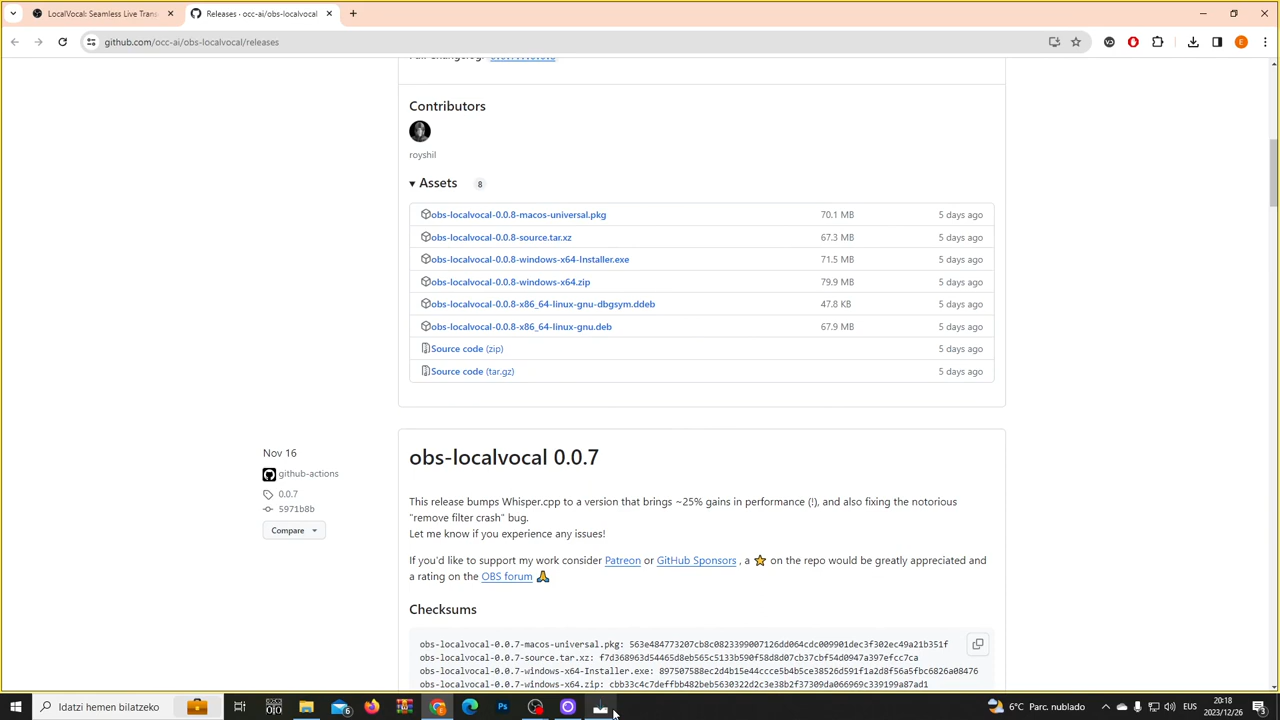 LocalVocal: Seamless Live Trans
Releases · occ-ai/obs-localvocal
github.com/occ-ai/obs-localvocal/releases
E
Contributors
royshil
Assets 8
obs-localvocal-0.0.8-macos-universal.pkg 70.1 MB 5 days ago
obs-localvocal-0.0.8-source.tar.xz 67.3 MB 5 days ago
obs-localvocal-0.0.8-windows-x64-Installer.exe 71.5 MB 5 days ago
obs-localvocal-0.0.8-windows-x64.zip 79.9 MB 5 days ago
obs-localvocal-0.0.8-x86_64-linux-gnu-dbgsym.ddeb 47.8 KB 5 days ago
obs-localvocal-0.0.8-x86_64-linux-gnu.deb 67.9 MB 5 days ago
Source code (zip) 5 days ago
Source code (tar.gz) 5 days ago
Nov 16
github-actions
0.0.7
5971b8b
Compare
obs-localvocal 0.0.7
This release bumps Whisper.cpp to a version that brings ~25% gains in performance (!), and also fixing the notorious
"remove filter crash" bug.
Let me know if you experience any issues!
If you'd like to support my work consider Patreon or GitHub Sponsors , a ⭐ on the repo would be greatly appreciated and
a rating on the OBS forum 🙏
Checksums
obs-localvocal-0.0.7-macos-universal.pkg: 563e484773207cb8c0823399007126dd064cdc009901dec3f302ec49a21b351f
obs-localvocal-0.0.7-source.tar.xz: f7d368963d54465d8eb565c5133b590f58d8d07cb37cbf54d0947a397efcc7ca
obs-localvocal-0.0.7-windows-x64-Installer.exe: 897507588ec2d4b15e44ccce5b4b5ce38526d591f1a2d8f56a5fbc6826a08476
obs-localvocal-0.0.7-windows-x64.zip: cbb33c4c7deffbb482beb5630322d2c3e38b2f37309da066969c339199a87ad1
Idatzi hemen bilatzeko
6
6°C Parc. nublado
EUS
20:18
2023/12/26
3